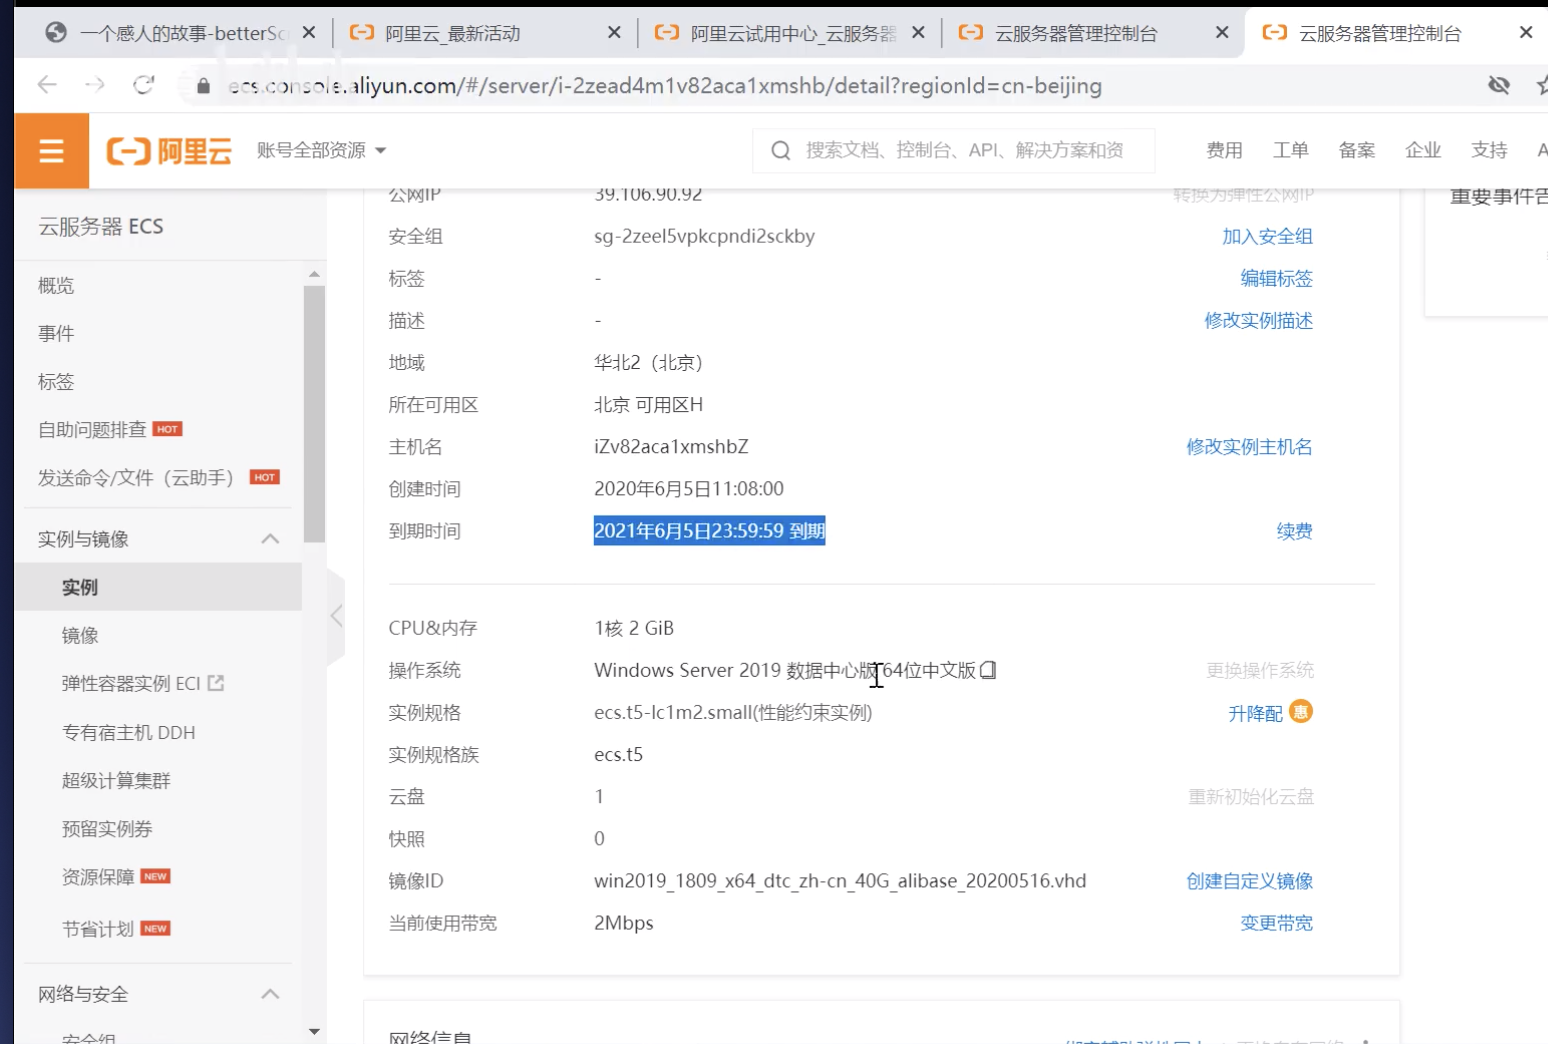 一个感人的故事-betterSc
阿里云_最新活动
阿里云试用中心_云服务器
云服务器管理控制台
云服务器管理控制台
ecs.console.aliyun.com/#/server/i-2zead4m1v82aca1xmshb/detail?regionId=cn-beijing
阿里云 账号全部资源
搜索文档、控制台、API、解决方案和资
费用 工单 备案 企业 支持 A
云服务器 ECS
概览
事件
标签
自助问题排查 HOT
发送命令/文件（云助手） HOT
实例与镜像
实例
镜像
弹性容器实例 ECI
专有宿主机 DDH
超级计算集群
预留实例券
资源保障 NEW
节省计划 NEW
网络与安全
安全组
公网IP 39.106.90.92 转换为弹性公网IP
安全组 sg-2zeel5vpkcpndi2sckby 加入安全组
标签 - 编辑标签
描述 - 修改实例描述
地域 华北2（北京）
所在可用区 北京 可用区H
主机名 iZv82aca1xmshbZ 修改实例主机名
创建时间 2020年6月5日11:08:00
到期时间 2021年6月5日23:59:59 到期 续费
CPU&内存 1核 2 GiB
操作系统 Windows Server 2019 数据中心版 64位中文版 更换操作系统
实例规格 ecs.t5-lc1m2.small(性能约束实例) 升降配 惠
实例规格族 ecs.t5
云盘 1 重新初始化云盘
快照 0
镜像ID win2019_1809_x64_dtc_zh-cn_40G_alibase_20200516.vhd 创建自定义镜像
当前使用带宽 2Mbps 变更带宽
网络信息
重要事件告